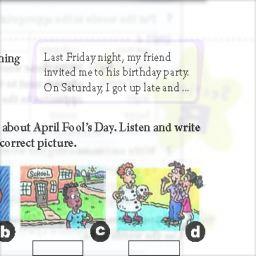 ning
Last Friday night, my friend
invited me to his birthday party.
On Saturday, I got up late and ...
about April Fool's Day. Listen and write
correct picture.
SCHOOL
b
c
d